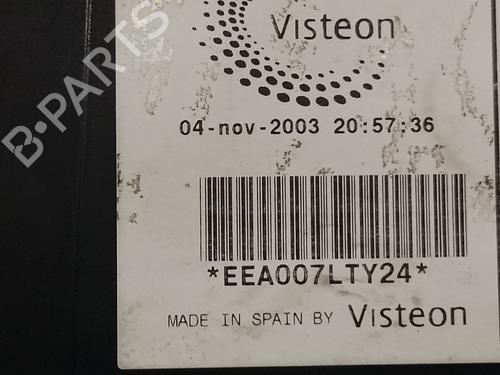 Visteon
04-nov-2003 20:57:36
*EEA007LTY24*
MADE IN SPAIN BY Visteon
B-PARTS